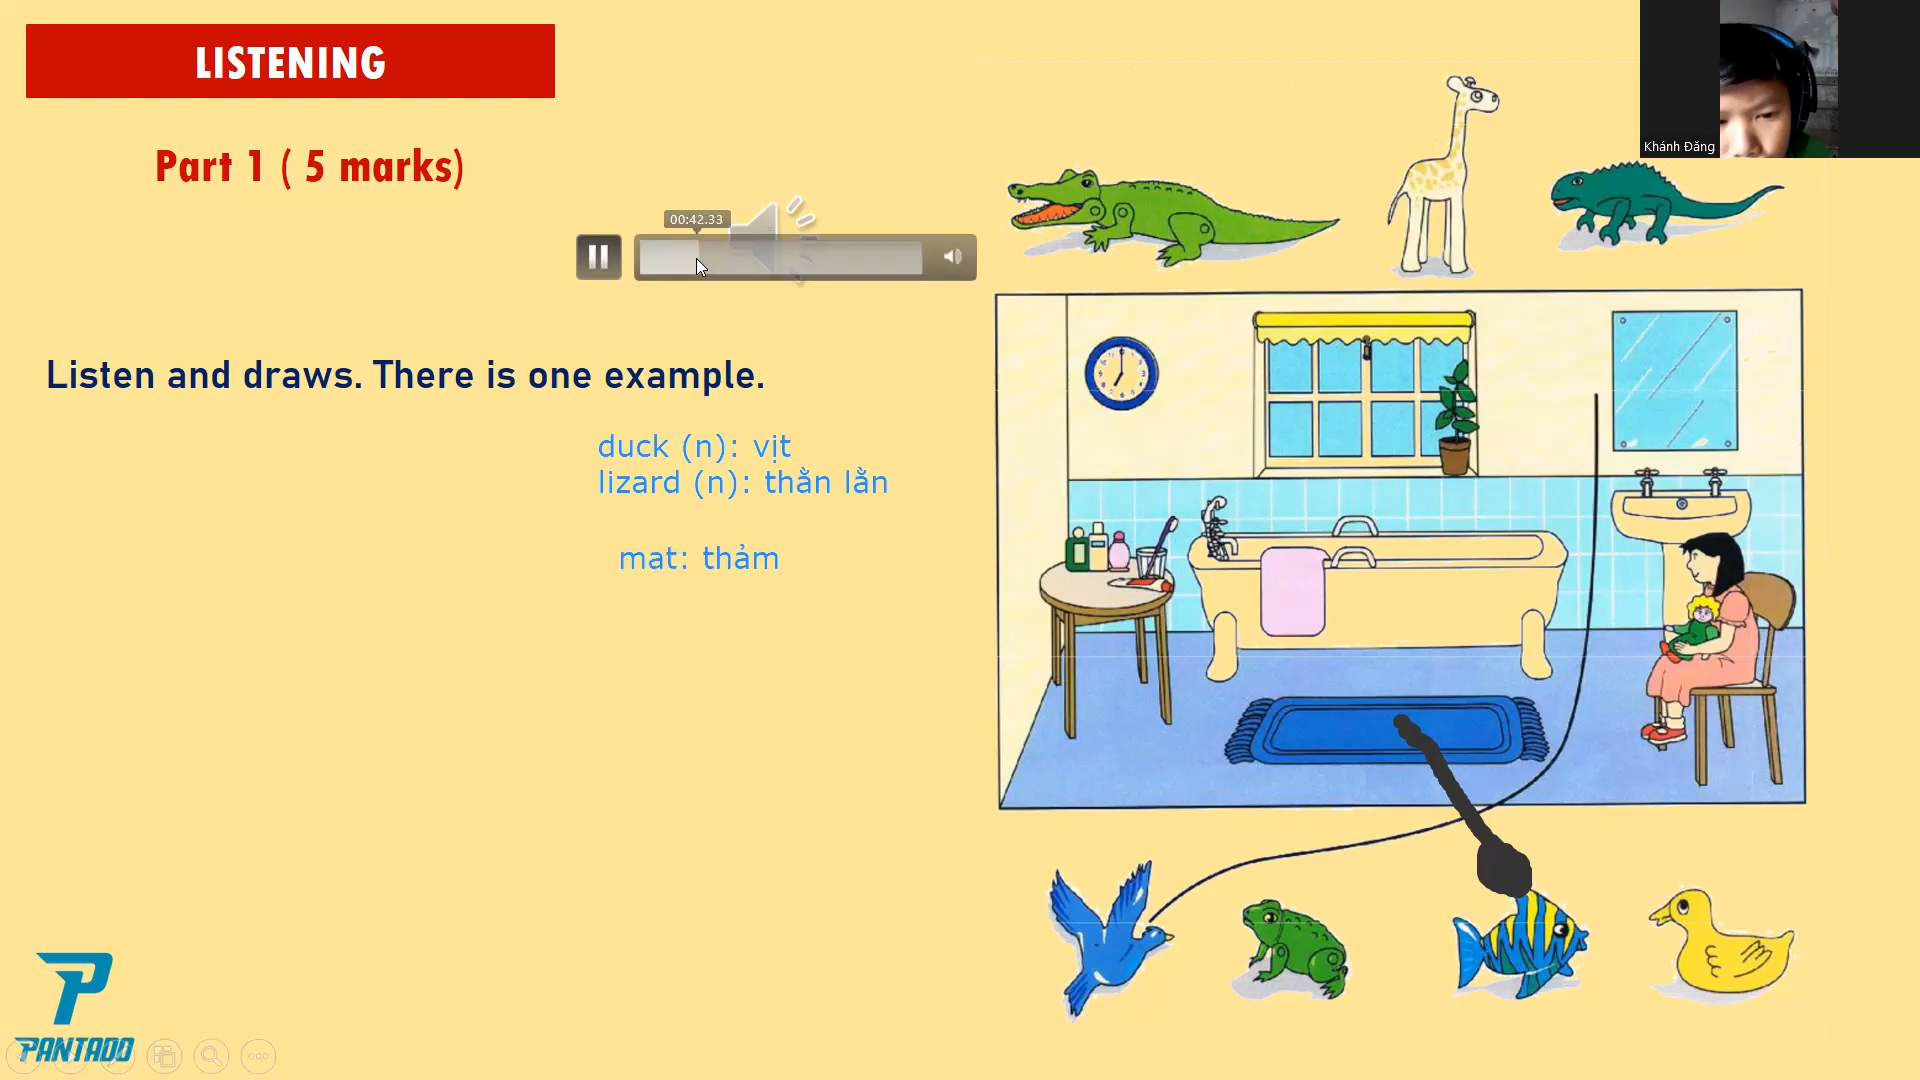 LISTENING
Part 1 ( 5 marks)
00:42.33
Listen and draws. There is one example.
duck (n): vịt
lizard (n): thằn lằn
mat: thảm
Khánh Đăng
PANTADO